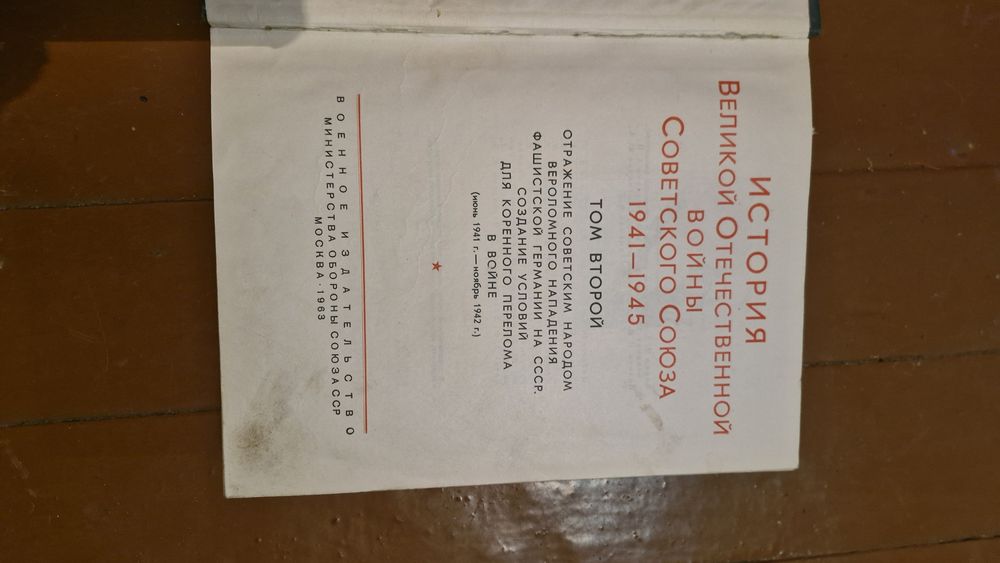 ИСТОРИЯ
ВЕЛИКОЙ ОТЕЧЕСТВЕННОЙ
ВОЙНЫ
СОВЕТСКОГО СОЮЗА
1941—1945
ТОМ ВТОРОЙ
ОТРАЖЕНИЕ СОВЕТСКИМ НАРОДОМ
ВЕРОЛОМНОГО НАПАДЕНИЯ
ФАШИСТСКОЙ ГЕРМАНИИ НА СССР.
СОЗДАНИЕ УСЛОВИЙ
ДЛЯ КОРЕННОГО ПЕРЕЛОМА
В ВОЙНЕ
(июнь 1941 г.—ноябрь 1942 г.)
ВОЕННОЕ ИЗДАТЕЛЬСТВО
МИНИСТЕРСТВА ОБОРОНЫ СОЮЗА ССР
МОСКВА · 1963